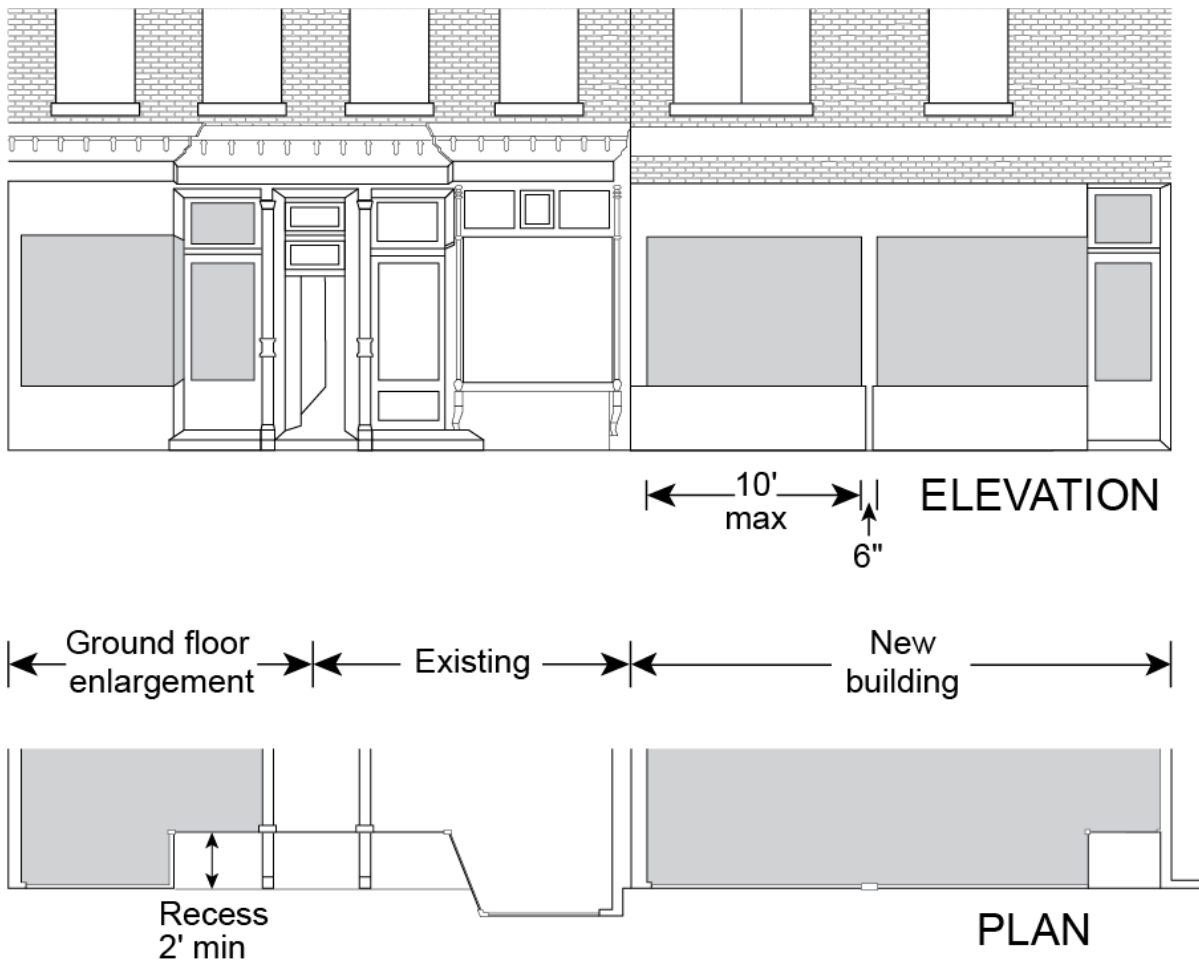 10'
max
ELEVATION
6"
Ground floor
enlargement
Existing
New
building
Recess
2' min
PLAN